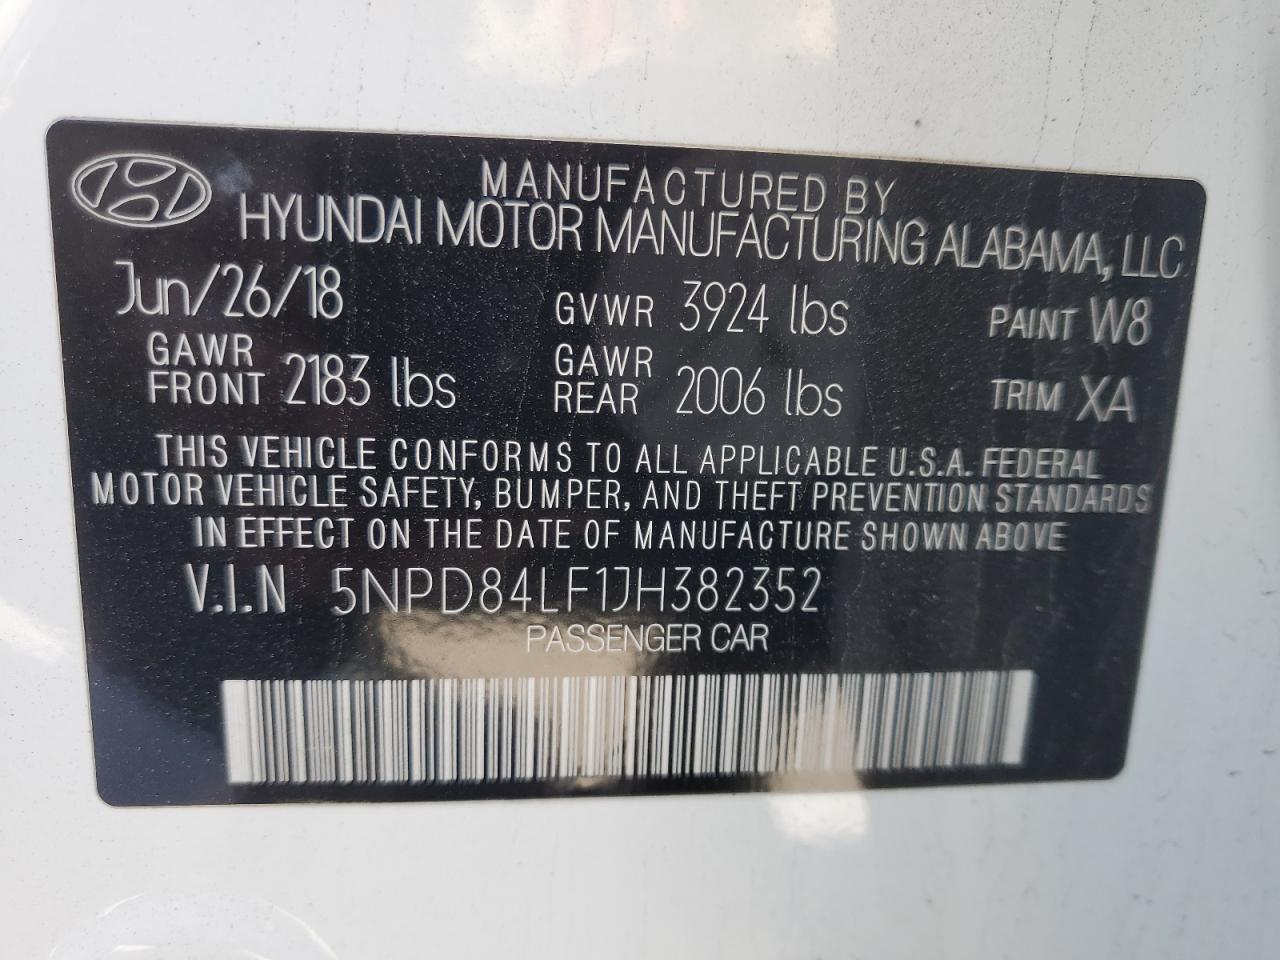 MANUFACTURED BY
HYUNDAI MOTOR MANUFACTURING ALABAMA, LLC
Jun/26/18 GVWR 3924 lbs PAINT W8
GAWR FRONT 2183 lbs GAWR REAR 2006 lbs TRIM XA
THIS VEHICLE CONFORMS TO ALL APPLICABLE U.S.A. FEDERAL
MOTOR VEHICLE SAFETY, BUMPER, AND THEFT PREVENTION STANDARDS
IN EFFECT ON THE DATE OF MANUFACTURE SHOWN ABOVE
V.I.N 5NPD84LF1JH382352
PASSENGER CAR